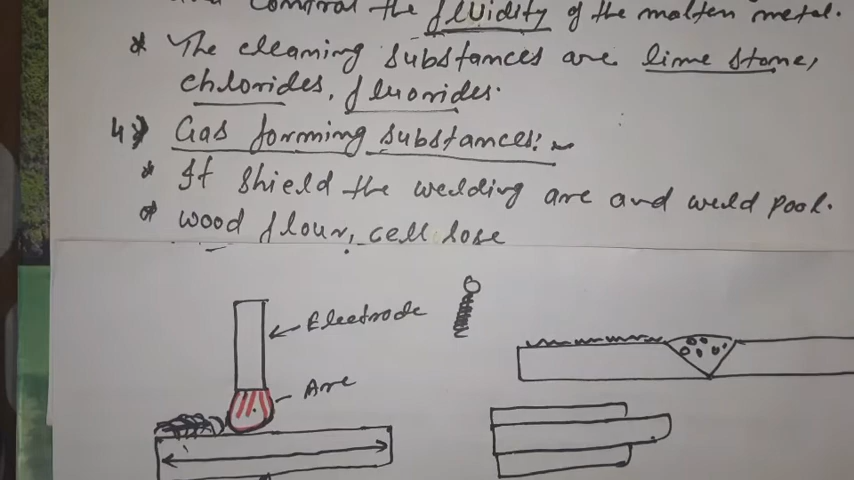 and control the fluidity of the molten metal.
* The cleaning substances are lime stone,
chlorides, fluorides.
4) Gas forming substances:~
* It shield the welding arc and weld pool.
* wood flour, cell lose
Electrode
Arc